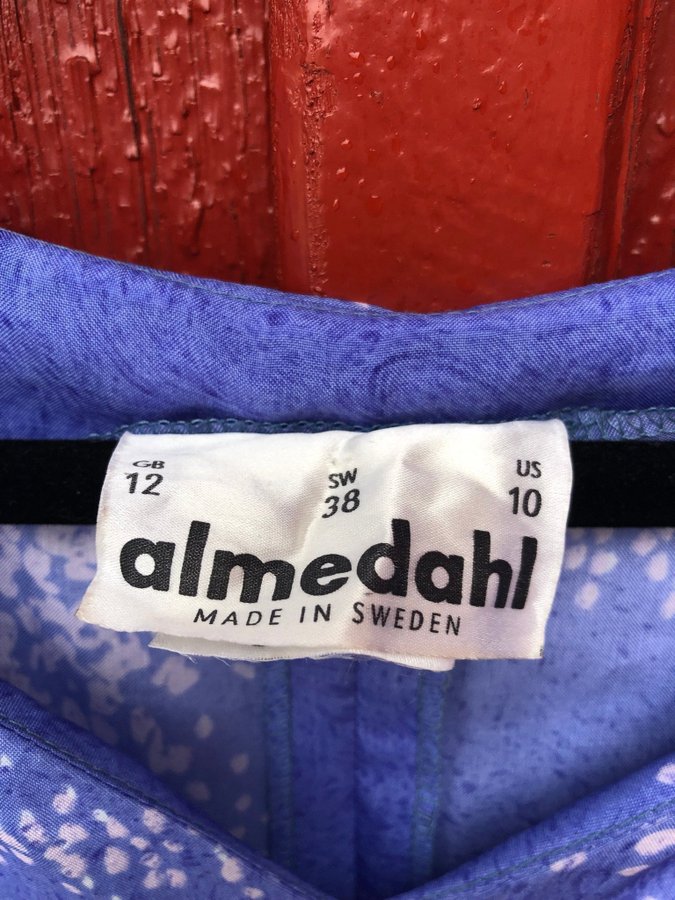 GB SW US
12 38 10
almedahl
MADE IN SWEDEN